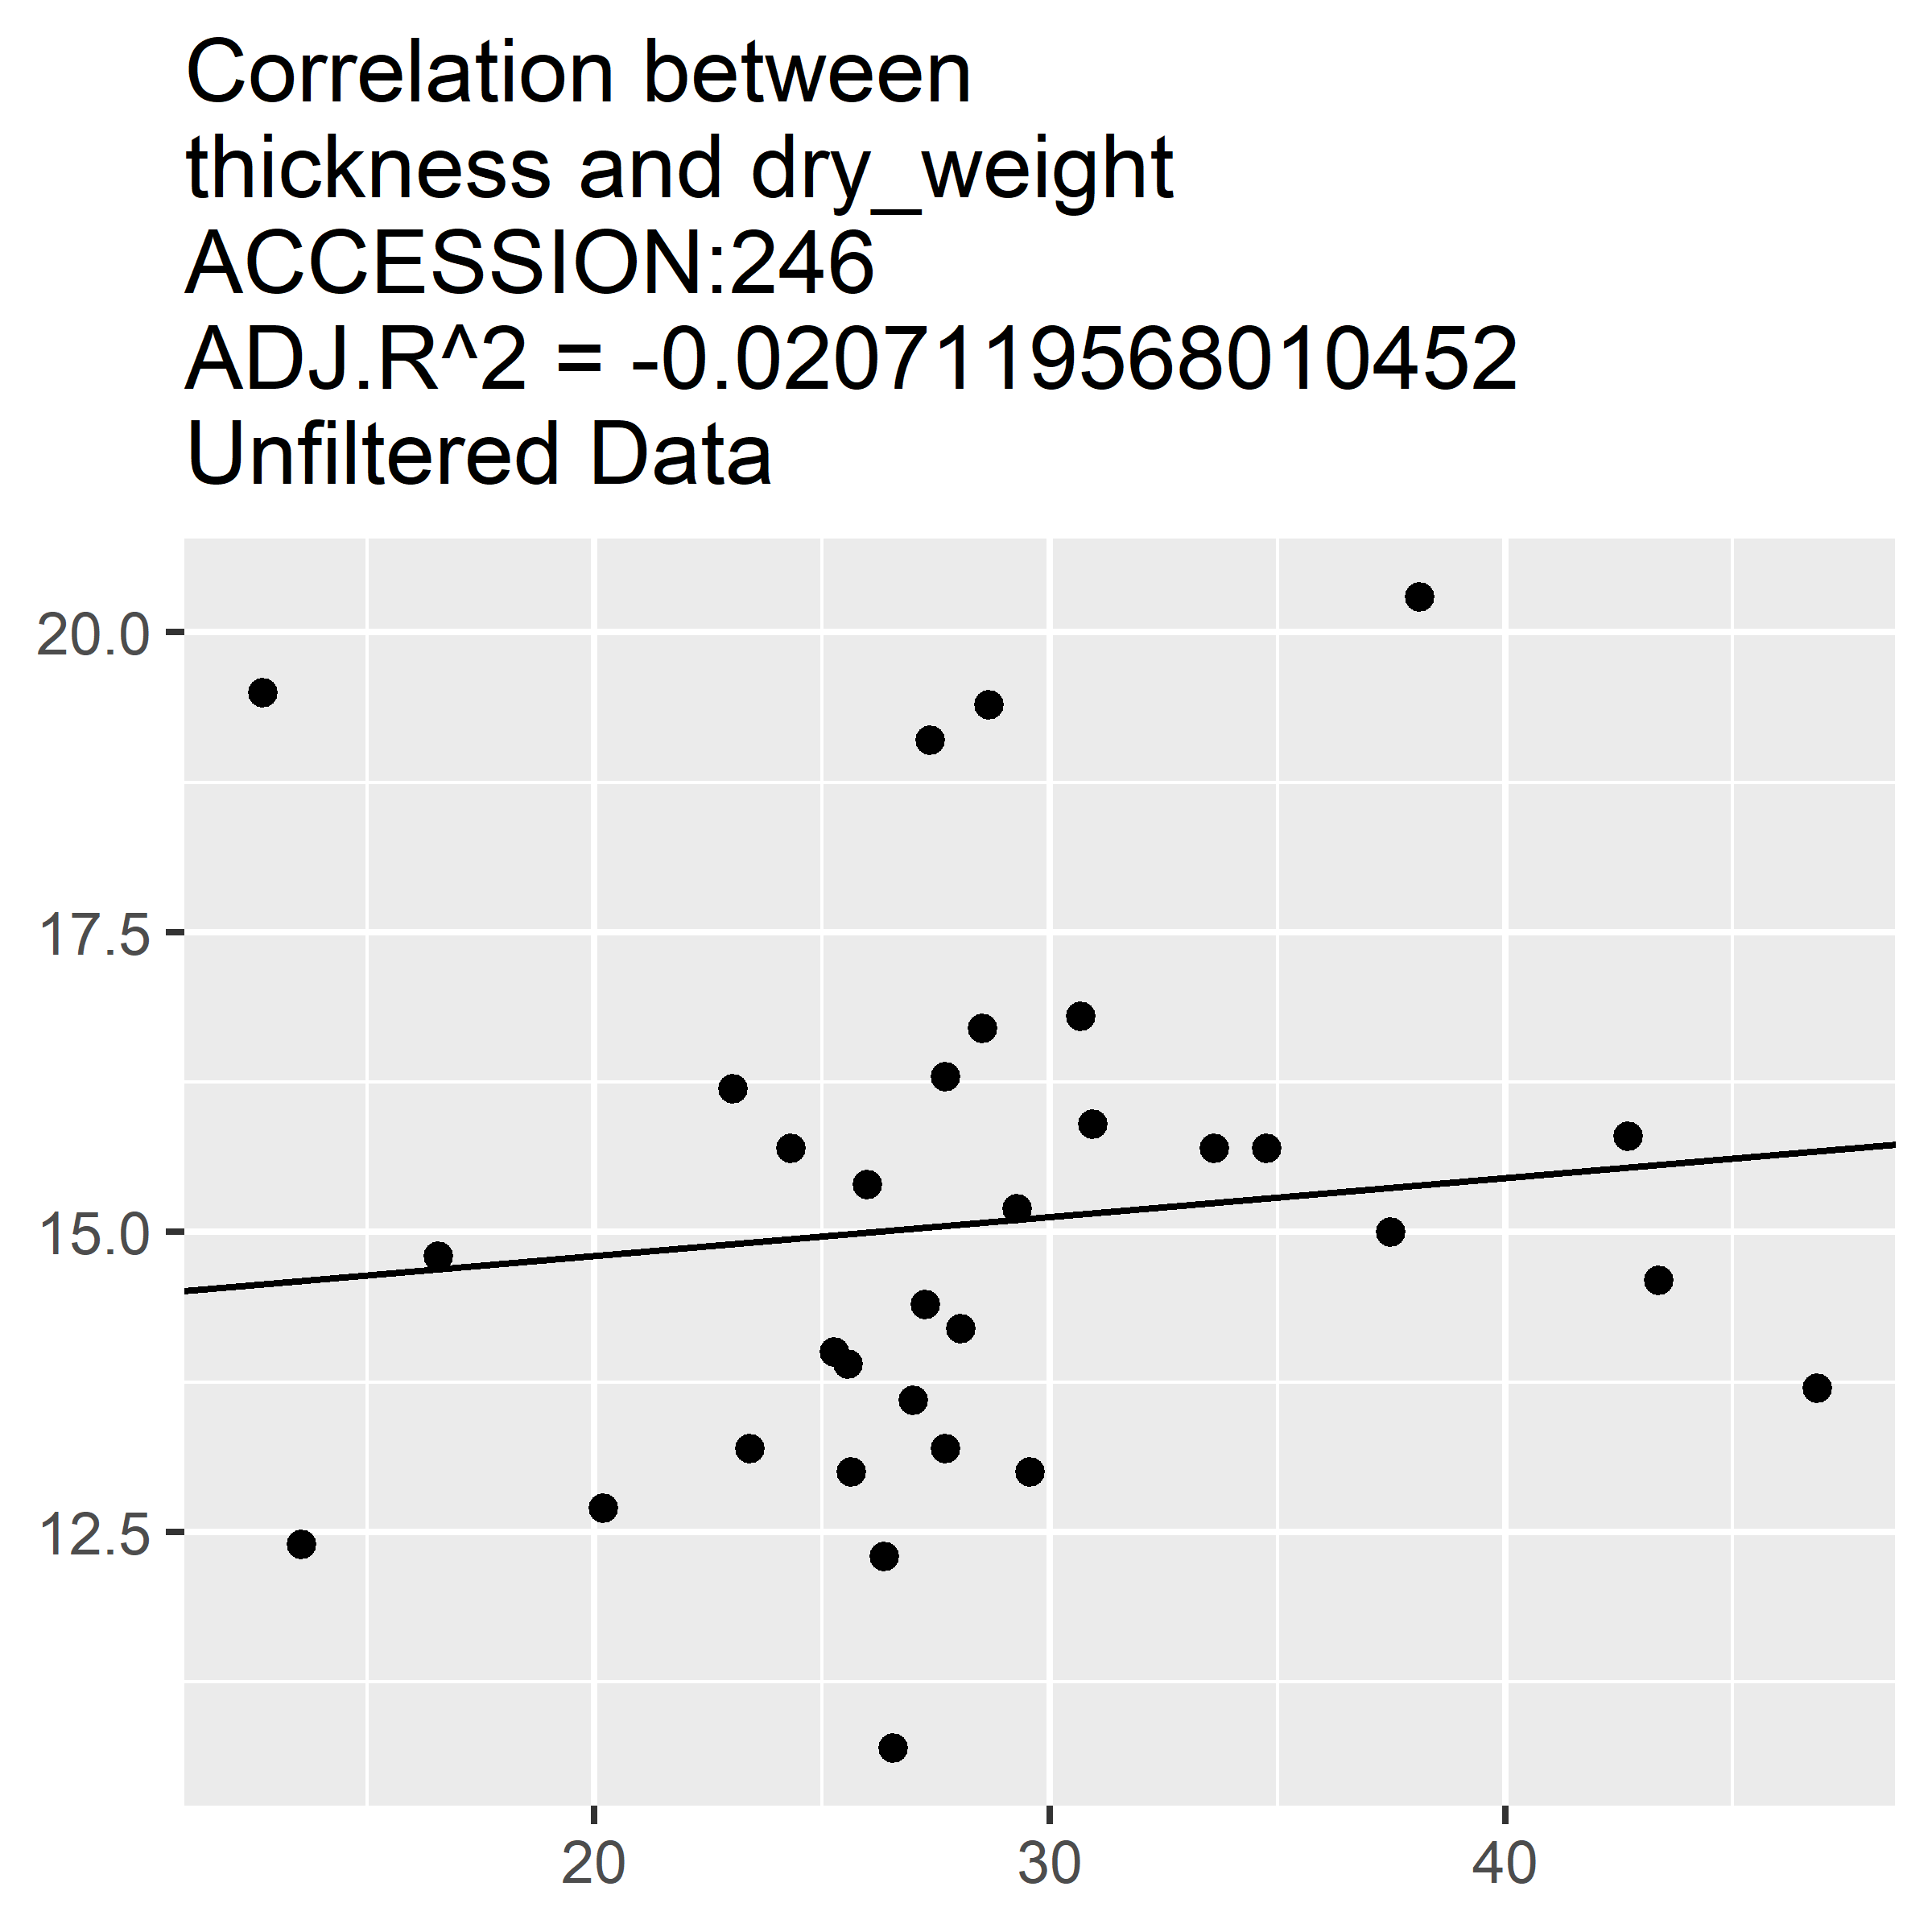 Correlation between
thickness and dry_weight
ACCESSION:246
ADJ.R^2 = -0.0207119568010452
Unfiltered Data
20.0
17.5
15.0
12.5
20 30 40